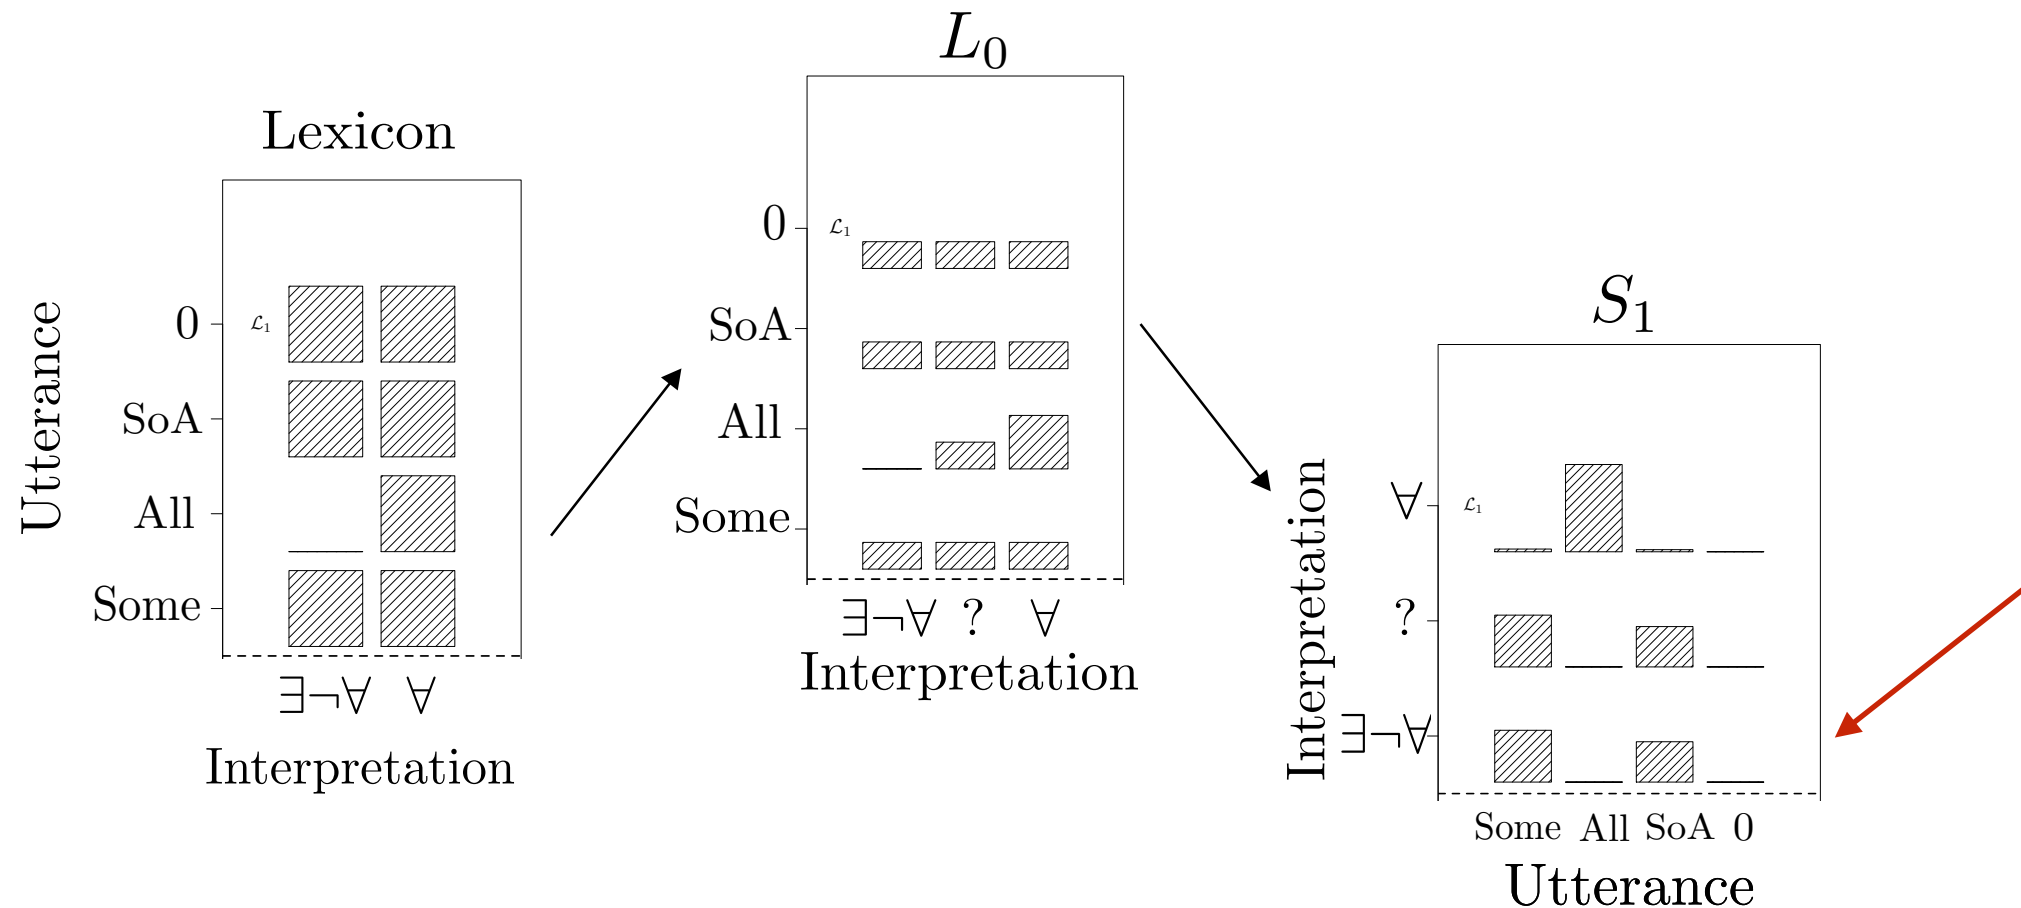 Lexicon
Utterance
0
ℒ₁
SoA
All
Some
∃¬∀ ∀
Interpretation
L₀
0
ℒ₁
SoA
All
Some
∃¬∀ ? ∀
Interpretation
S₁
Interpretation
∀
ℒ₁
?
∃¬∀
Some All SoA 0
Utterance